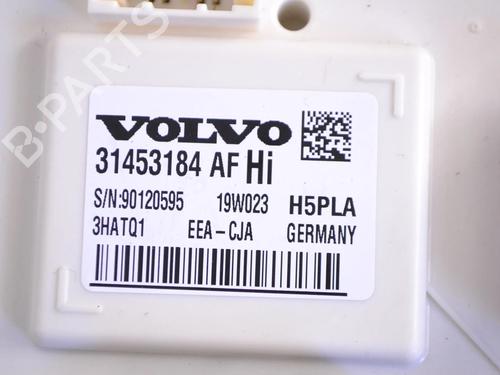 VOLVO
31453184 AF Hi
S/N:90120595 19W023 H5PLA
3HATQ1 EEA-CJA GERMANY
B-PARTS